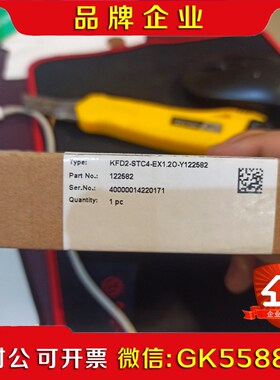 品牌企业
Type: KFD2-STC4-EX1.2O-Y122582
Part No.: 122582
Ser.No.: 40000014220171
Quantity: 1 pc
企业
对公可开票 微信:GK5588